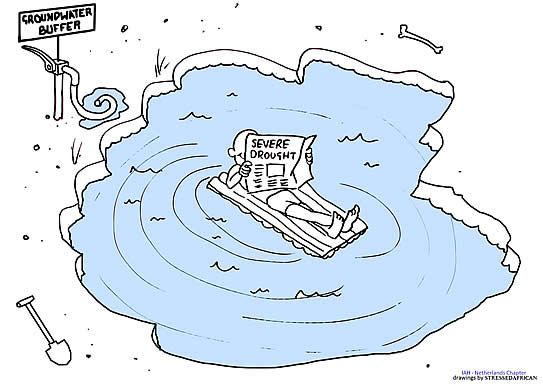 GROUNDWATER
BUFFER
SEVERE
DROUGHT
IAH - Netherlands Chapter
drawings by STRESSEDAFRICAN